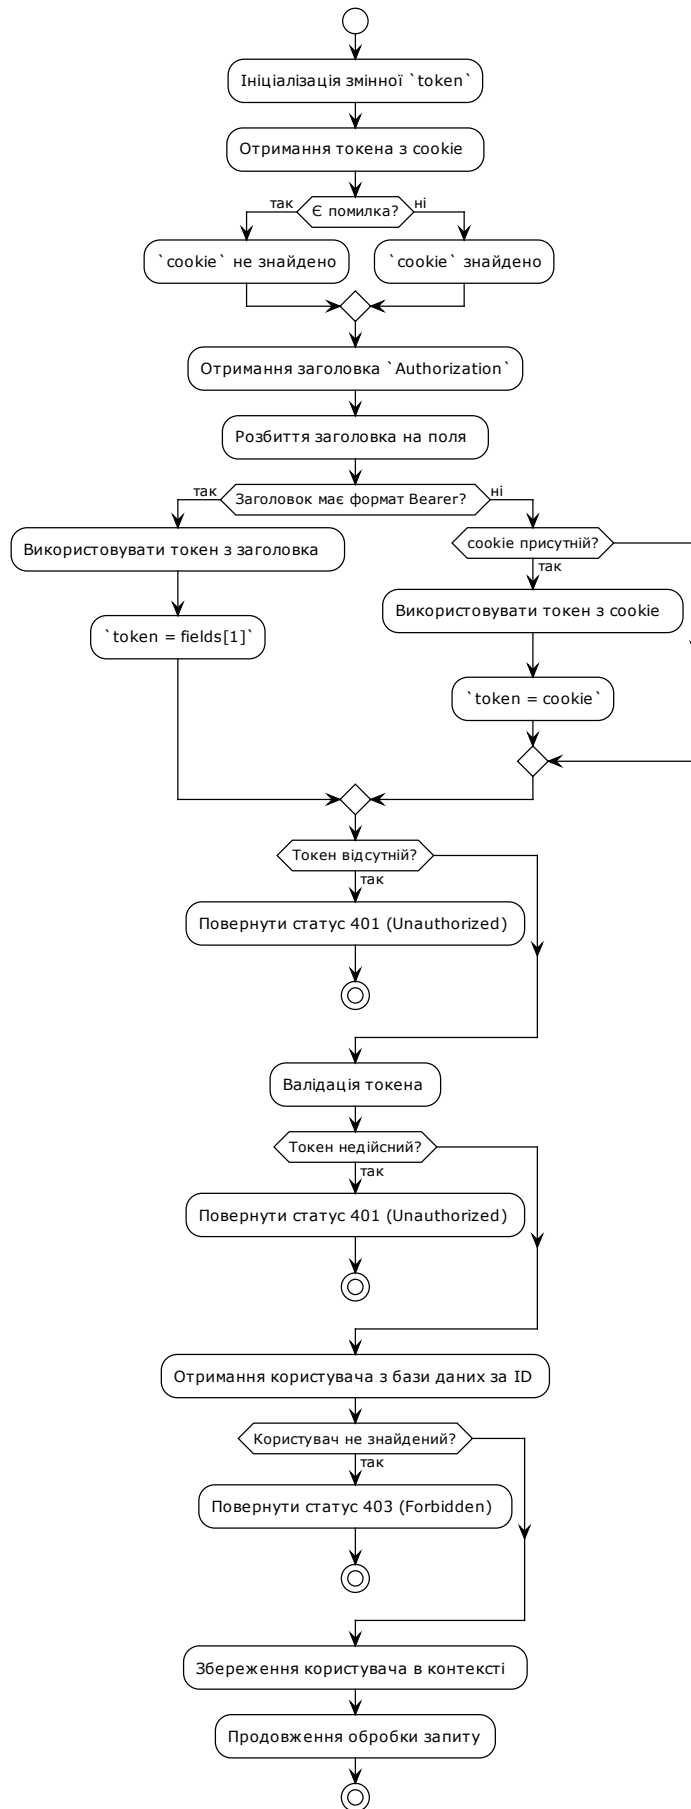 Ініціалізація змінної `token`
Отримання токена з cookie
так
Є помилка?
ні
`cookie` не знайдено
`cookie` знайдено
Отримання заголовка `Authorization`
Розбиття заголовка на поля
так
Заголовок має формат Bearer?
ні
Використовувати токен з заголовка
`token = fields[1]`
cookie присутній?
так
Використовувати токен з cookie
`token = cookie`
Токен відсутній?
так
Повернути статус 401 (Unauthorized)
Валідація токена
Токен недійсний?
так
Повернути статус 401 (Unauthorized)
Отримання користувача з бази даних за ID
Користувач не знайдений?
так
Повернути статус 403 (Forbidden)
Збереження користувача в контексті
Продовження обробки запиту